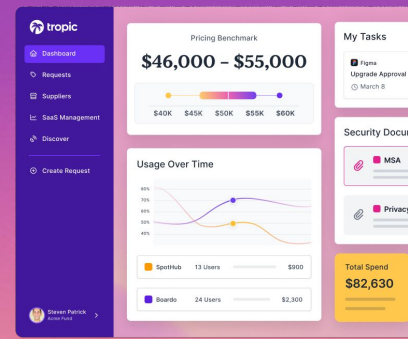 tropic
Dashboard
Requests
Suppliers
SaaS Management
Discover
Create Request
Steven Patrick
Acme Fund
Pricing Benchmark
$46,000 – $55,000
$40K $45K $50K $55K $60K
Usage Over Time
80%
70%
60%
50%
40%
SpotHub 13 Users $900
Boardo 24 Users $2,300
My Tasks
Figma
Upgrade Approval
March 8
Security Docu
MSA
Privacy
Total Spend
$82,630